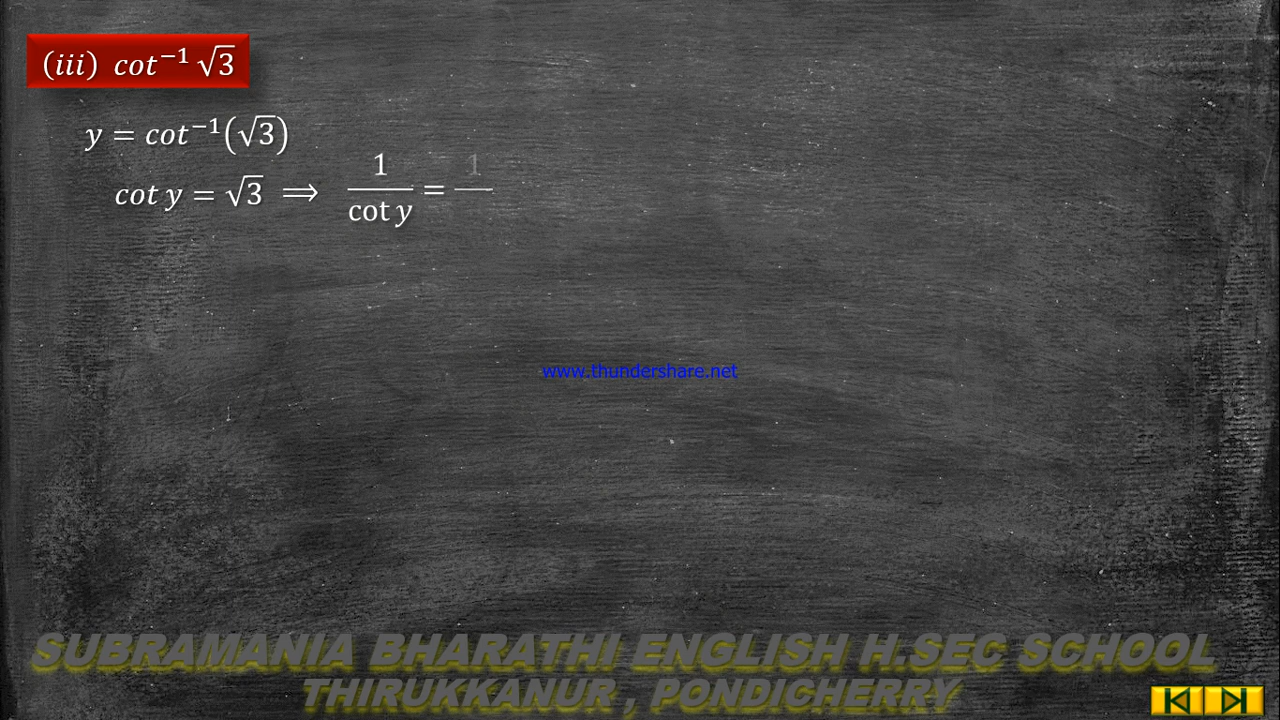 (iii) cot⁻¹ √3
y = cot⁻¹(√3)
cot y = √3 ⟹ 1/cot y = 1/
www.thundershare.net
SUBRAMANIA BHARATHI ENGLISH H.SEC SCHOOL
THIRUKKANUR , PONDICHERRY